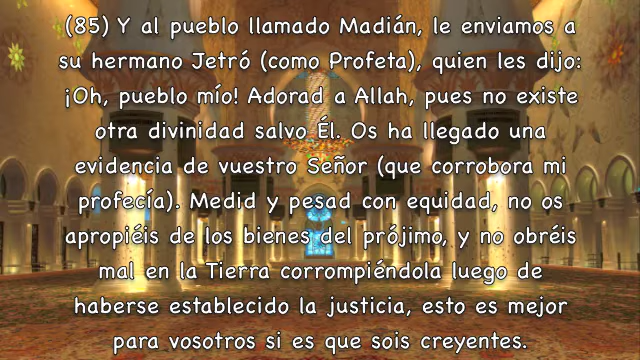 (85) Y al pueblo llamado Madián, le enviamos a
su hermano Jetró (como Profeta), quien les dijo:
¡Oh, pueblo mío! Adorad a Allah, pues no existe
otra divinidad salvo Él. Os ha llegado una
evidencia de vuestro Señor (que corrobora mi
profecía). Medid y pesad con equidad, no os
apropiéis de los bienes del prójimo, y no obréis
mal en la Tierra corrompiéndola luego de
haberse establecido la justicia, esto es mejor
para vosotros si es que sois creyentes.